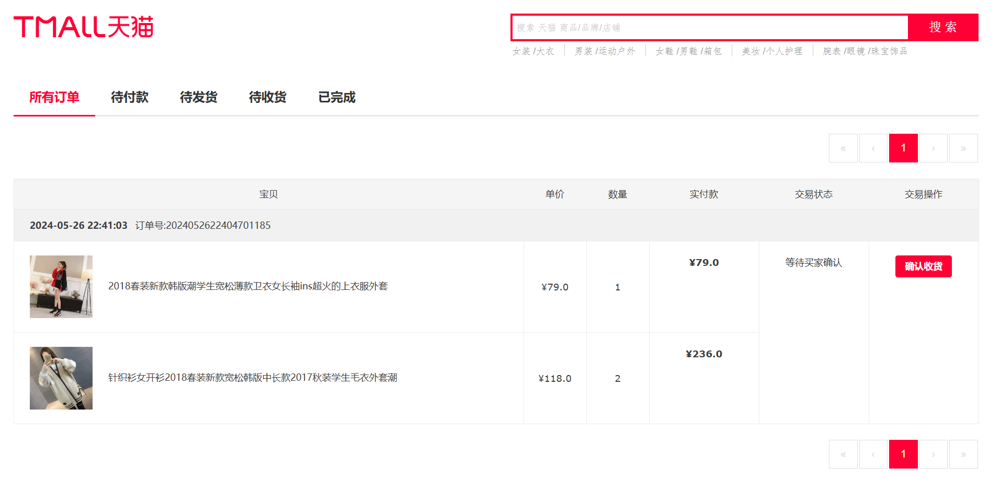 TMALL天猫
搜索 天猫 商品/品牌/店铺
搜 索
女装 /大衣 男装 /运动户外 女鞋 /男鞋 /箱包 美妆 /个人护理 腕表 /眼镜 /珠宝饰品
所有订单 待付款 待发货 待收货 已完成
« ‹ 1 › »
宝贝 单价 数量 实付款 交易状态 交易操作
2024-05-26 22:41:03 订单号:2024052622404701185
2018春装新款韩版潮学生宽松薄款卫衣女长袖ins超火的上衣服外套 ¥79.0 1 ¥79.0 等待买家确认 确认收货
针织衫女开衫2018春装新款宽松韩版中长款2017秋装学生毛衣外套潮 ¥118.0 2 ¥236.0
« ‹ 1 › »